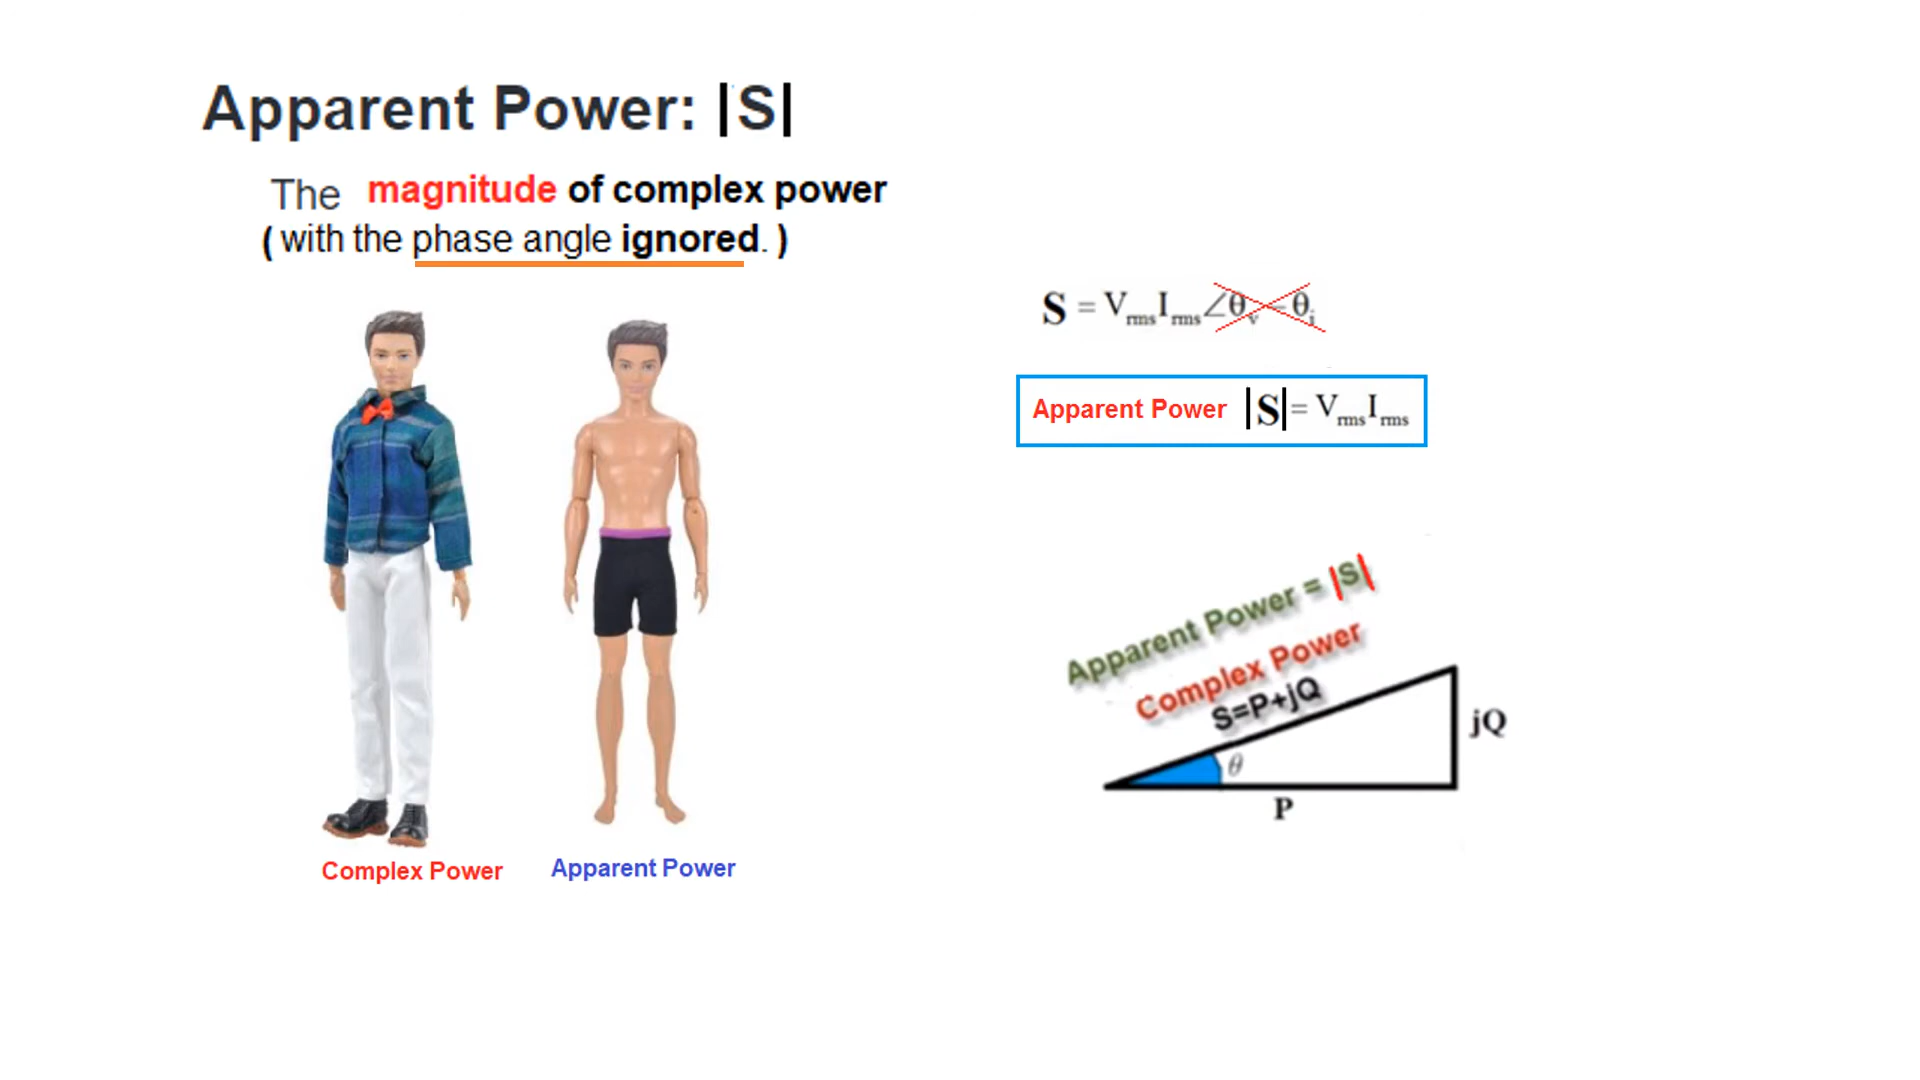 Apparent Power: |S|
The magnitude of complex power
( with the phase angle ignored. )
S = VrmsIrms∠θv − θi
Apparent Power |S| = VrmsIrms
Apparent Power = |S|
Complex Power
S=P+jQ
jQ
θ
P
Complex Power
Apparent Power